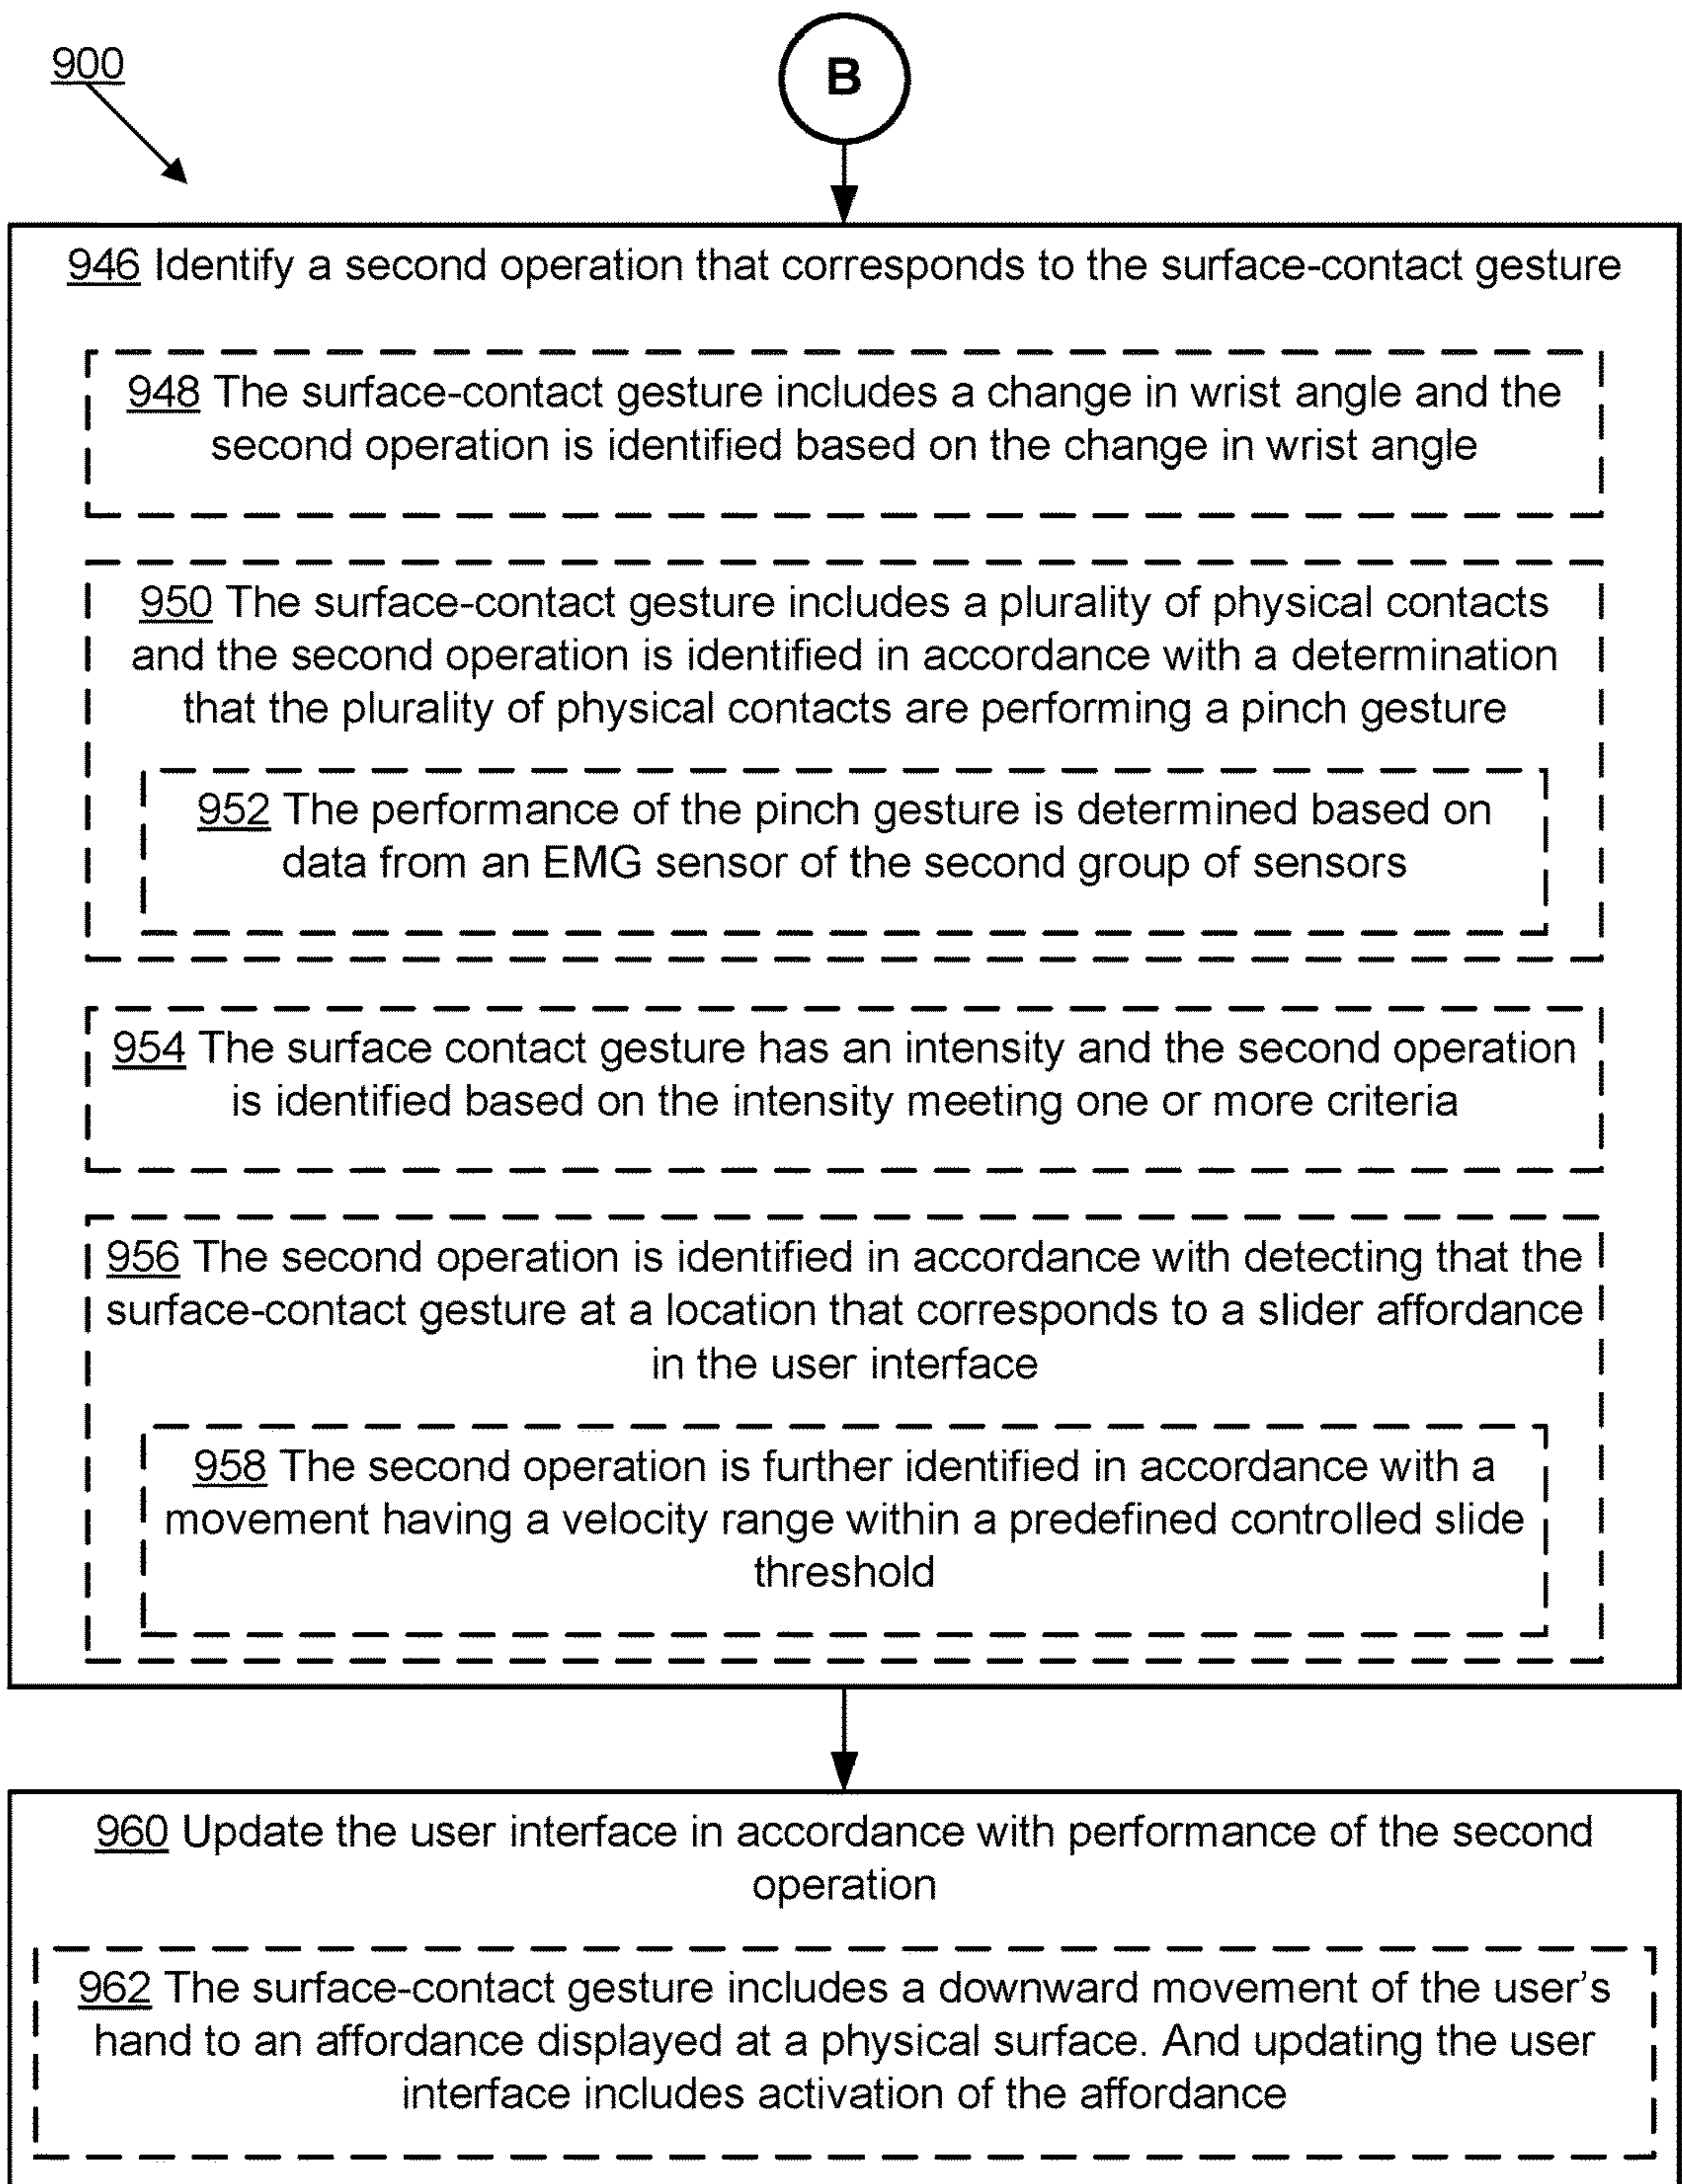 900
B
946 Identify a second operation that corresponds to the surface-contact gesture
948 The surface-contact gesture includes a change in wrist angle and the
second operation is identified based on the change in wrist angle
950 The surface-contact gesture includes a plurality of physical contacts
and the second operation is identified in accordance with a determination
that the plurality of physical contacts are performing a pinch gesture
952 The performance of the pinch gesture is determined based on
data from an EMG sensor of the second group of sensors
954 The surface contact gesture has an intensity and the second operation
is identified based on the intensity meeting one or more criteria
956 The second operation is identified in accordance with detecting that the
surface-contact gesture at a location that corresponds to a slider affordance
in the user interface
958 The second operation is further identified in accordance with a
movement having a velocity range within a predefined controlled slide
threshold
960 Update the user interface in accordance with performance of the second
operation
962 The surface-contact gesture includes a downward movement of the user's
hand to an affordance displayed at a physical surface. And updating the user
interface includes activation of the affordance